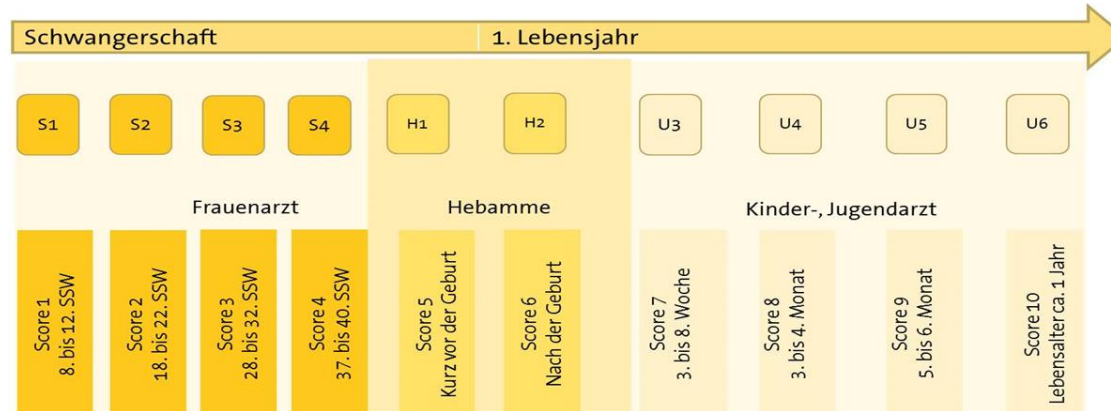 Schwangerschaft
1. Lebensjahr
S1
S2
S3
S4
H1
H2
U3
U4
U5
U6
Frauenarzt
Hebamme
Kinder-, Jugendarzt
Score 1
8. bis 12. SSW
Score 2
18. bis 22. SSW
Score 3
28. bis 32. SSW
Score 4
37. bis 40. SSW
Score 5
Kurz vor der Geburt
Score 6
Nach der Geburt
Score 7
3. bis 8. Woche
Score 8
3. bis 4. Monat
Score 9
5. bis 6. Monat
Score 10
Lebensalter ca. 1 Jahr